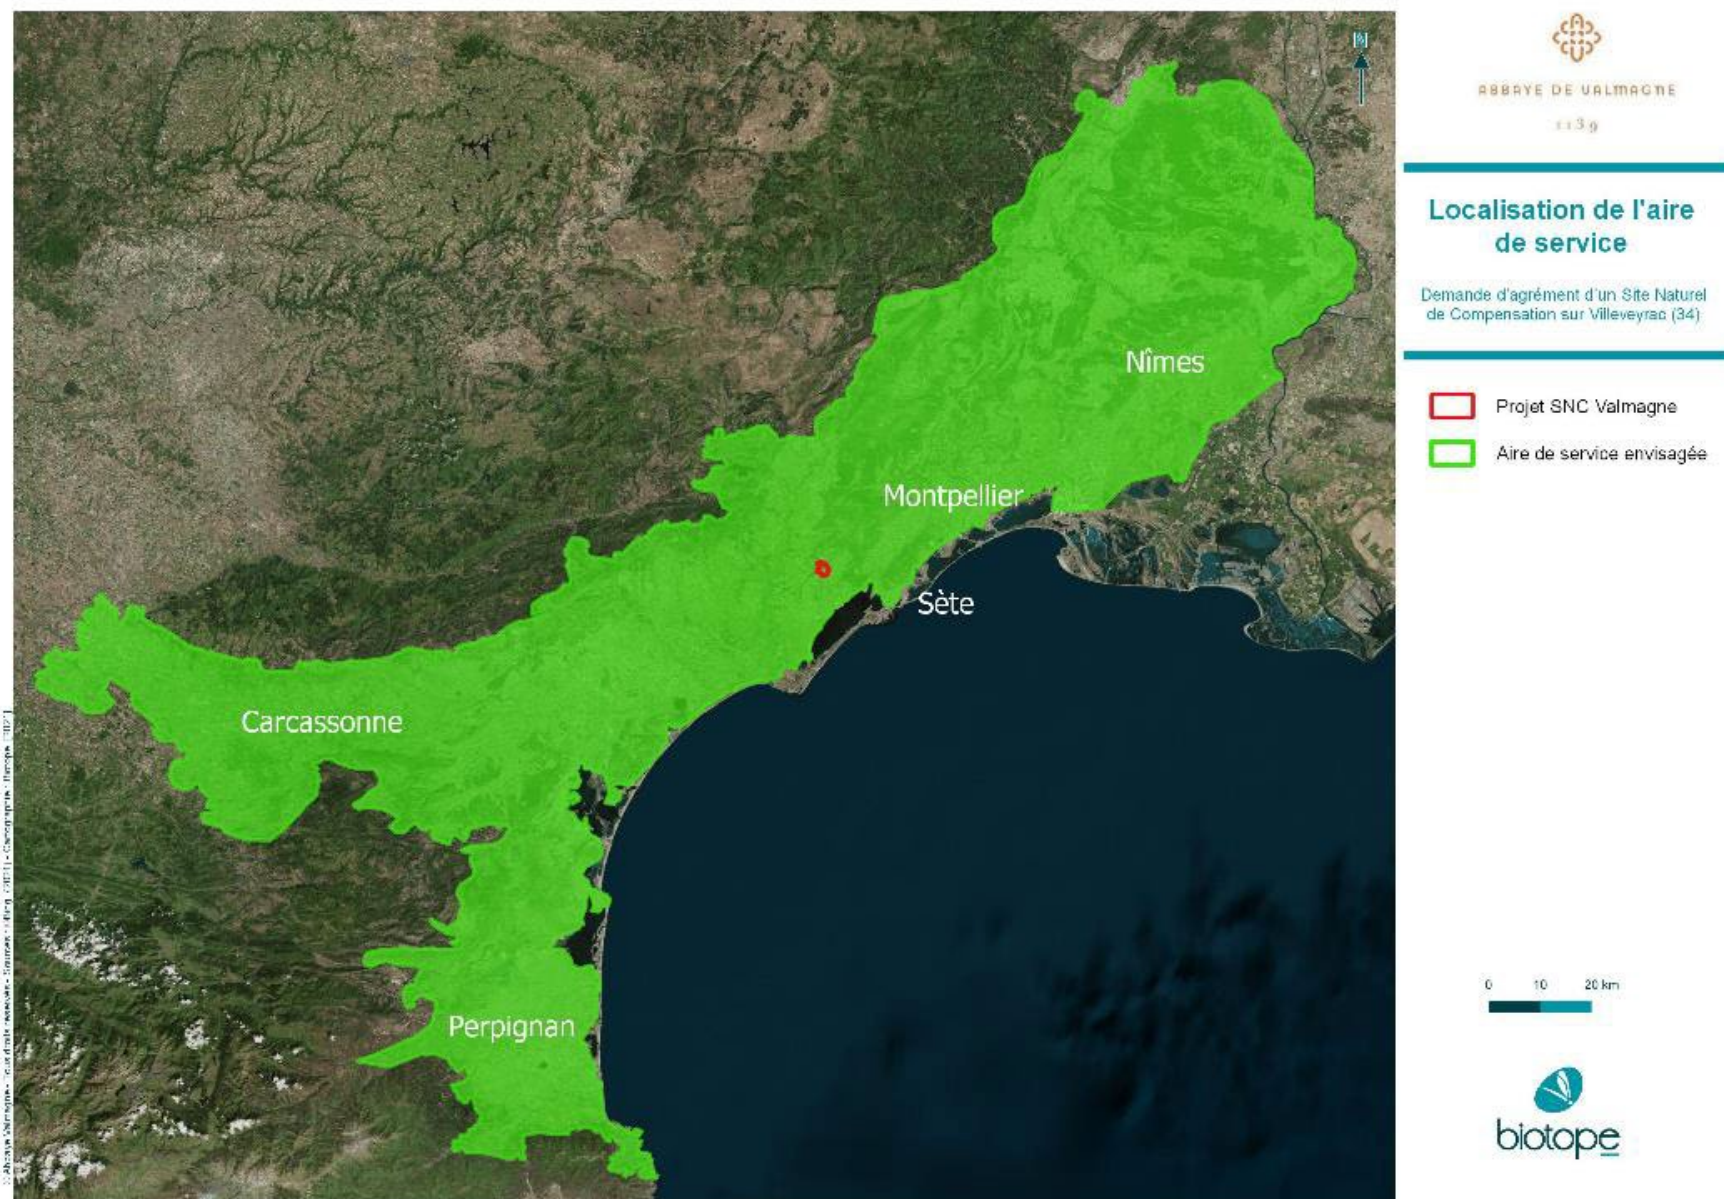 ABBAYE DE VALMAGNE
1139
Localisation de l'aire
de service
Demande d'agrément d'un Site Naturel
de Compensation sur Villeveyrac (34)
Projet SNC Valmagne
Aire de service envisagée
N
Nîmes
Montpellier
Sète
Carcassonne
Perpignan
0 10 20 km
biotope